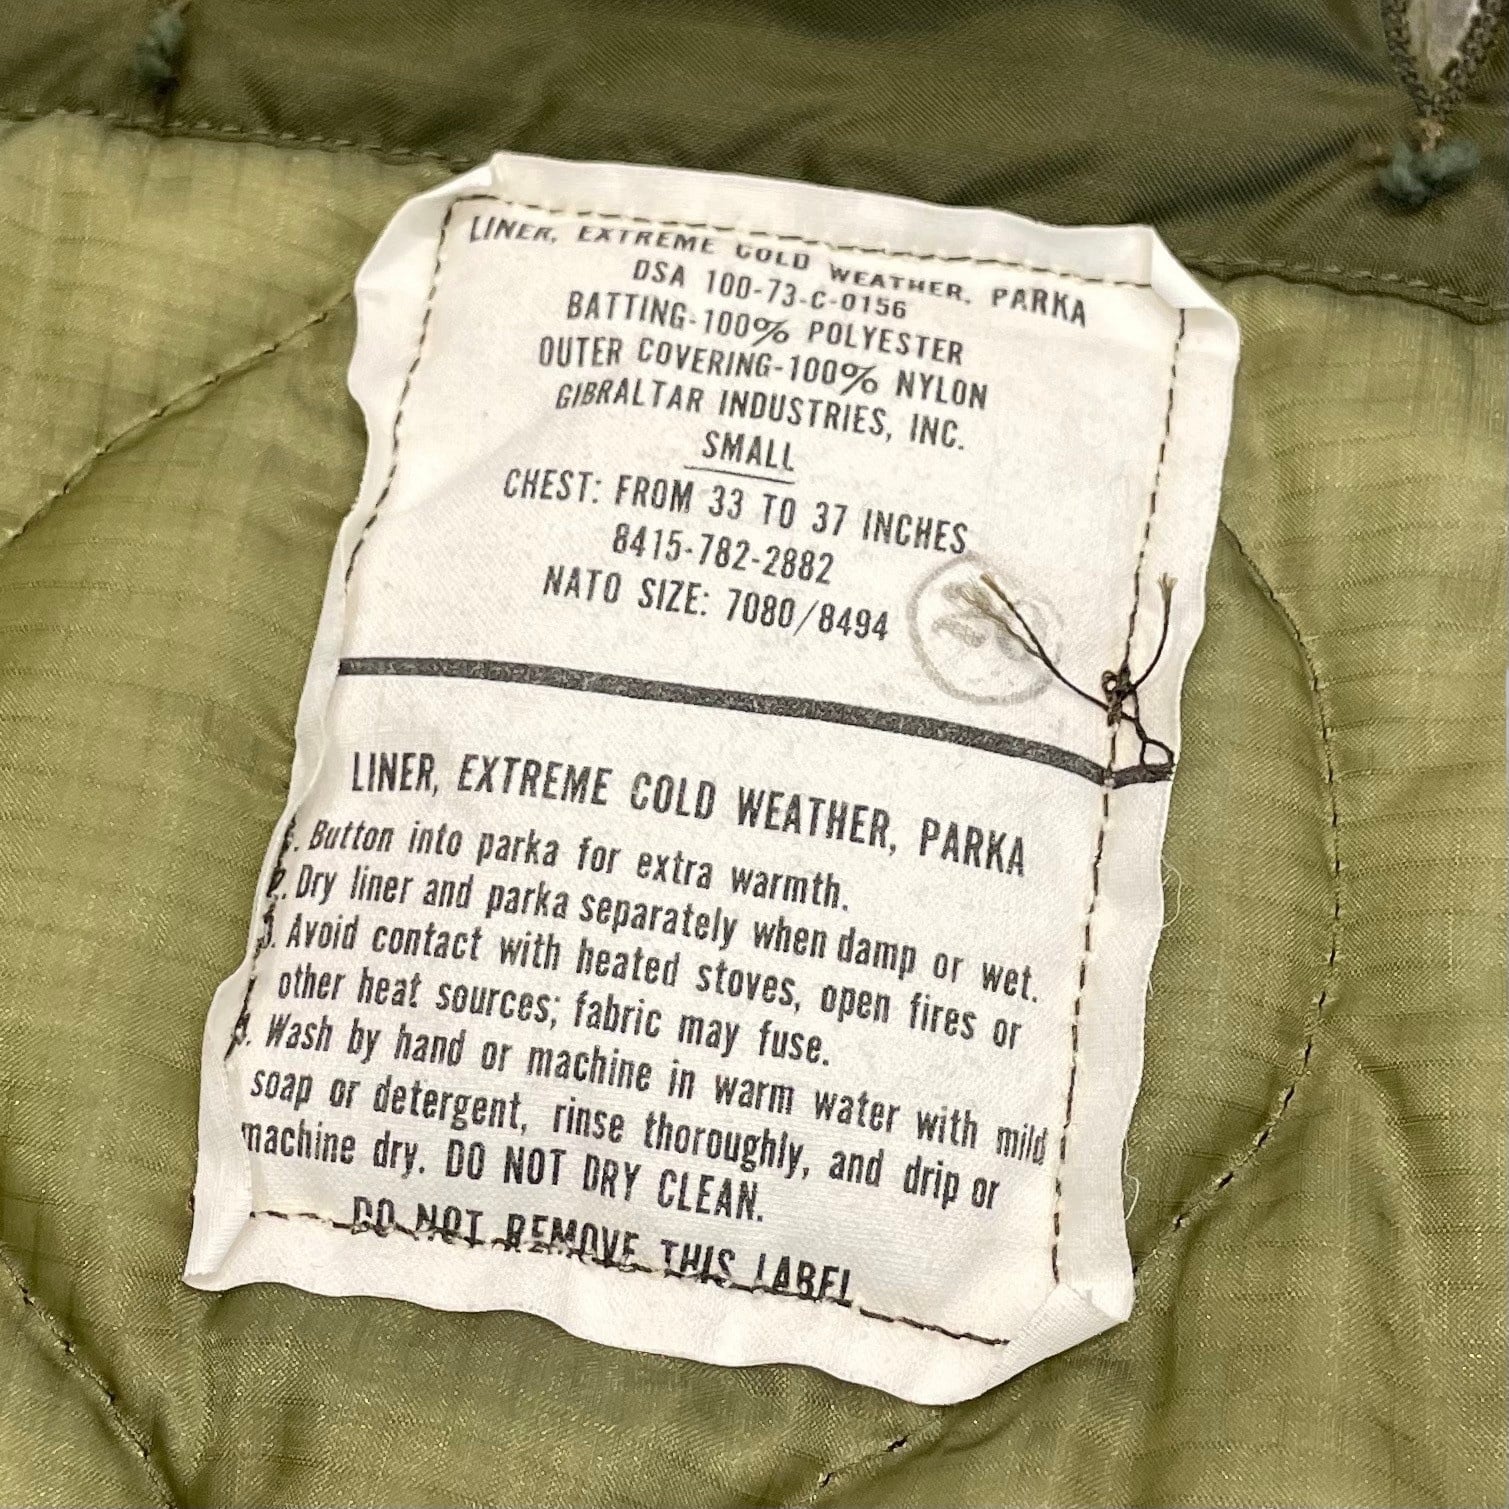 LINER, EXTREME COLD WEATHER, PARKA
DSA 100-73-C-0156
BATTING-100% POLYESTER
OUTER COVERING-100% NYLON
GIBRALTAR INDUSTRIES, INC.
SMALL
CHEST: FROM 33 TO 37 INCHES
8415-782-2882
NATO SIZE: 7080/8494
LINER, EXTREME COLD WEATHER, PARKA
1. Button into parka for extra warmth.
2. Dry liner and parka separately when damp or wet.
3. Avoid contact with heated stoves, open fires or
other heat sources; fabric may fuse.
4. Wash by hand or machine in warm water with mild
soap or detergent, rinse thoroughly, and drip or
machine dry. DO NOT DRY CLEAN.
DO NOT REMOVE THIS LABEL